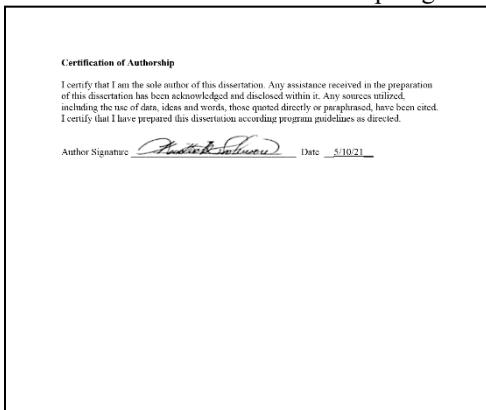 Certification of Authorship
I certify that I am the sole author of this dissertation. Any assistance received in the preparation
of this dissertation has been acknowledged and disclosed within it. Any sources utilized,
including the use of data, ideas and words, those quoted directly or paraphrased, have been cited.
I certify that I have prepared this dissertation according program guidelines as directed.
Author Signature Date 5/10/21